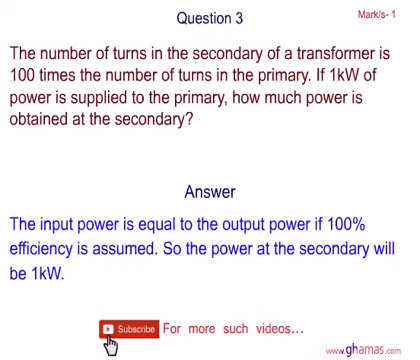 Question 3
Mark/s- 1
The number of turns in the secondary of a transformer is
100 times the number of turns in the primary. If 1kW of
power is supplied to the primary, how much power is
obtained at the secondary?
Answer
The input power is equal to the output power if 100%
efficiency is assumed. So the power at the secondary will
be 1kW.
Subscribe For more such videos...
www.ghamas.com